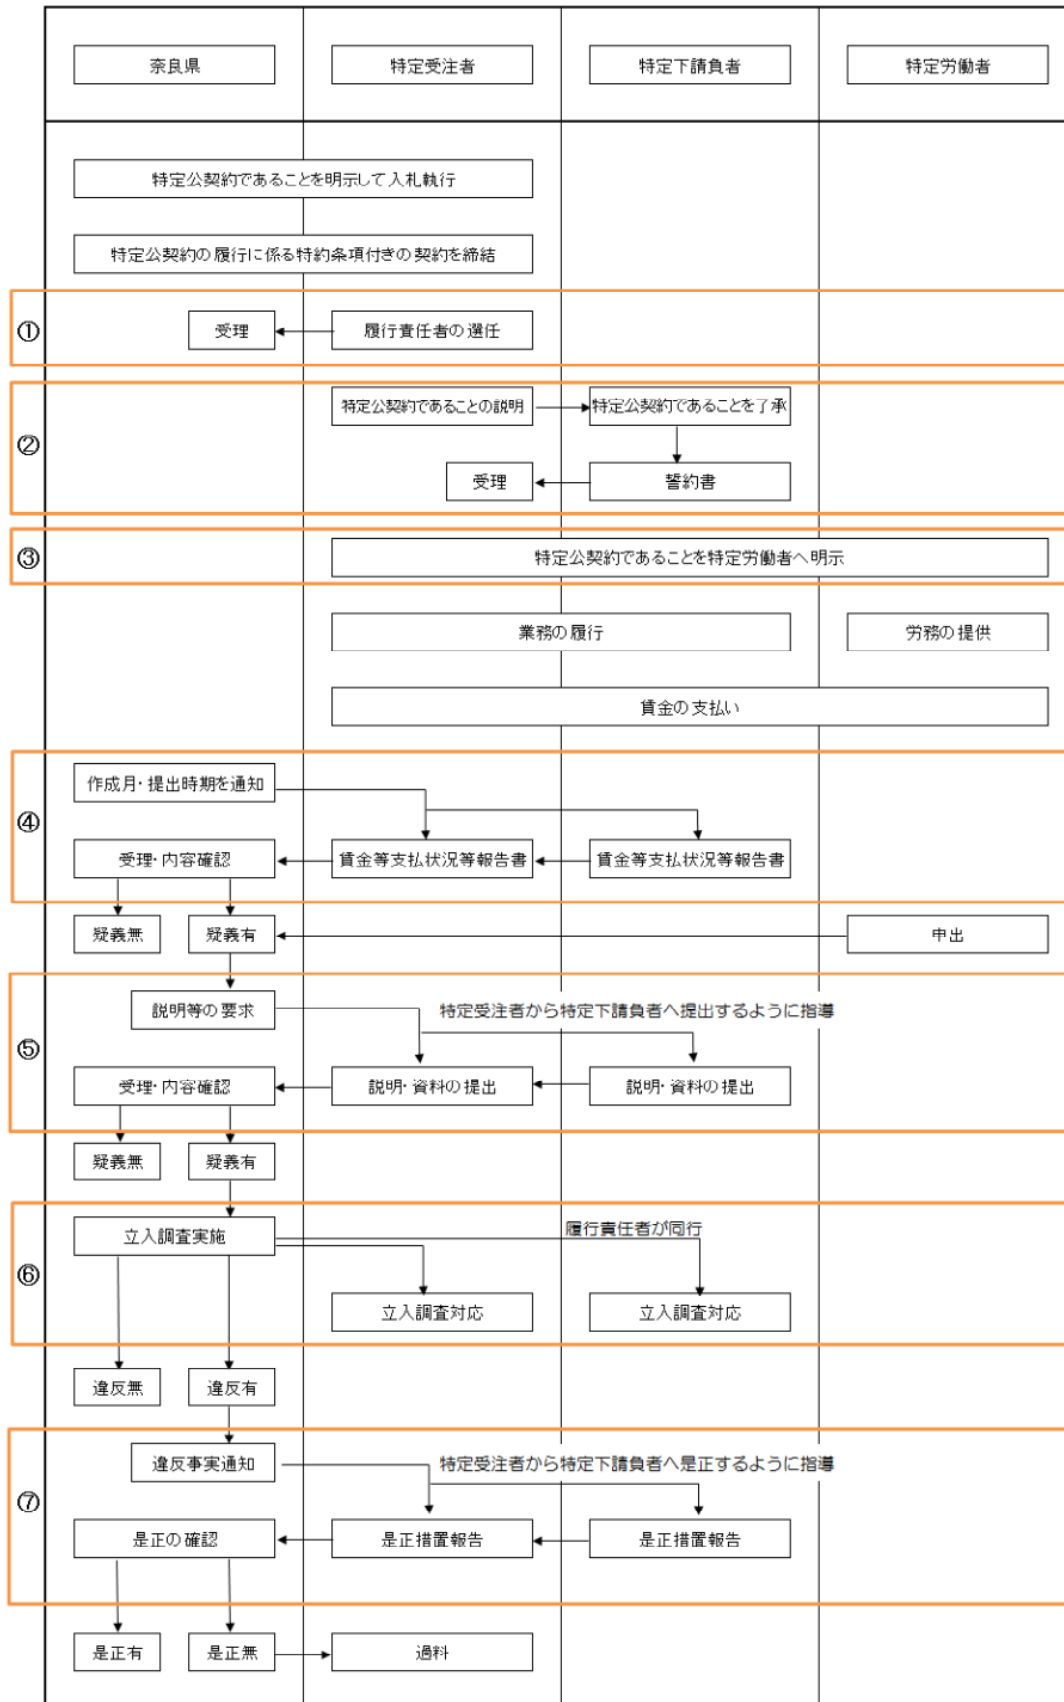 奈良県
特定受注者
特定下請負者
特定労働者
特定公契約であることを明示して入札執行
特定公契約の履行に係る特約条項付きの契約を締結
①
受理
履行責任者の選任
②
特定公契約であることの説明
特定公契約であることを了承
受理
誓約書
③
特定公契約であることを特定労働者へ明示
業務の履行
労務の提供
賃金の支払い
④
作成月・提出時期を通知
受理・内容確認
賃金等支払状況等報告書
賃金等支払状況等報告書
疑義無
疑義有
申出
⑤
説明等の要求
特定受注者から特定下請負者へ提出するように指導
受理・内容確認
説明・資料の提出
説明・資料の提出
疑義無
疑義有
⑥
立入調査実施
履行責任者が同行
立入調査対応
立入調査対応
違反無
違反有
⑦
違反事実通知
特定受注者から特定下請負者へ是正するように指導
是正の確認
是正措置報告
是正措置報告
是正有
是正無
過料